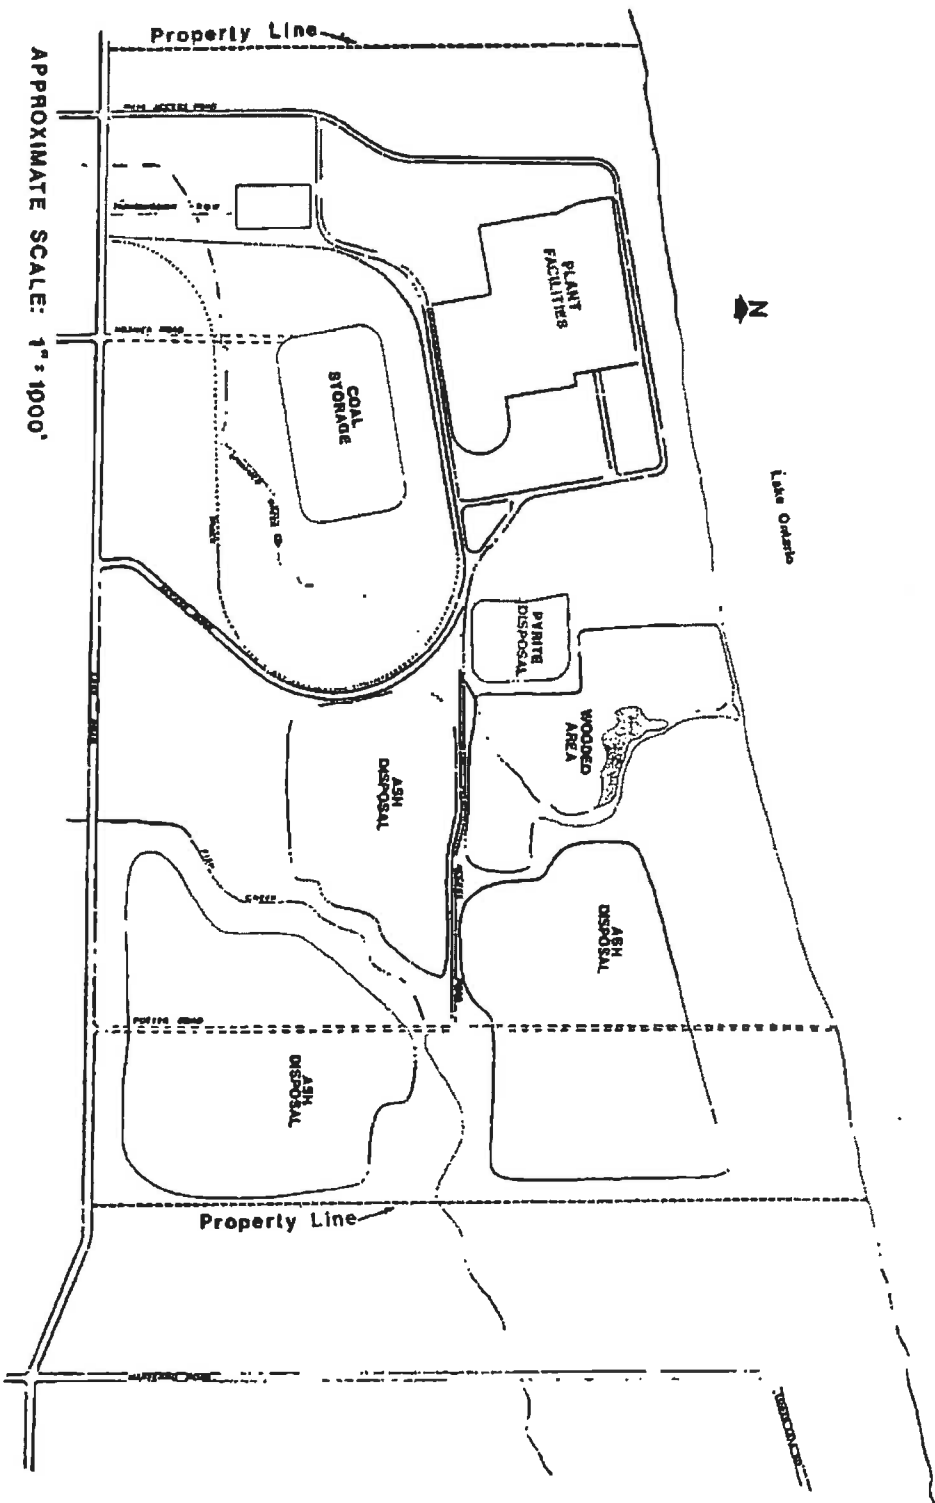 Property Line
N
PLANT
FACILITIES
COAL
STORAGE
Lake Ontario
PYRITE
DISPOSAL
WOODED
AREA
ASH
DISPOSAL
ASH
DISPOSAL
ASH
DISPOSAL
CREEK
Property Line
APPROXIMATE SCALE: 1" = 1000'